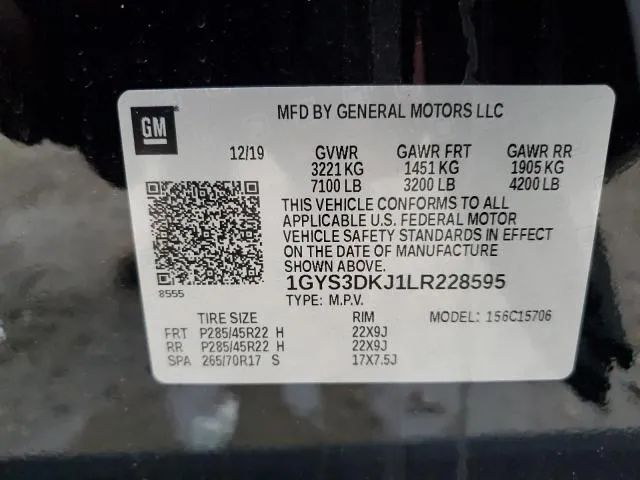 GM
MFD BY GENERAL MOTORS LLC
12/19 GVWR GAWR FRT GAWR RR
3221 KG 1451 KG 1905 KG
7100 LB 3200 LB 4200 LB
THIS VEHICLE CONFORMS TO ALL
APPLICABLE U.S. FEDERAL MOTOR
VEHICLE SAFETY STANDARDS IN EFFECT
ON THE DATE OF MANUFACTURE
SHOWN ABOVE.
8555
1GYS3DKJ1LR228595
TYPE: M.P.V.
MODEL: 156C15706
TIRE SIZE RIM
FRT P285/45R22 H 22X9J
RR P285/45R22 H 22X9J
SPA 265/70R17 S 17X7.5J